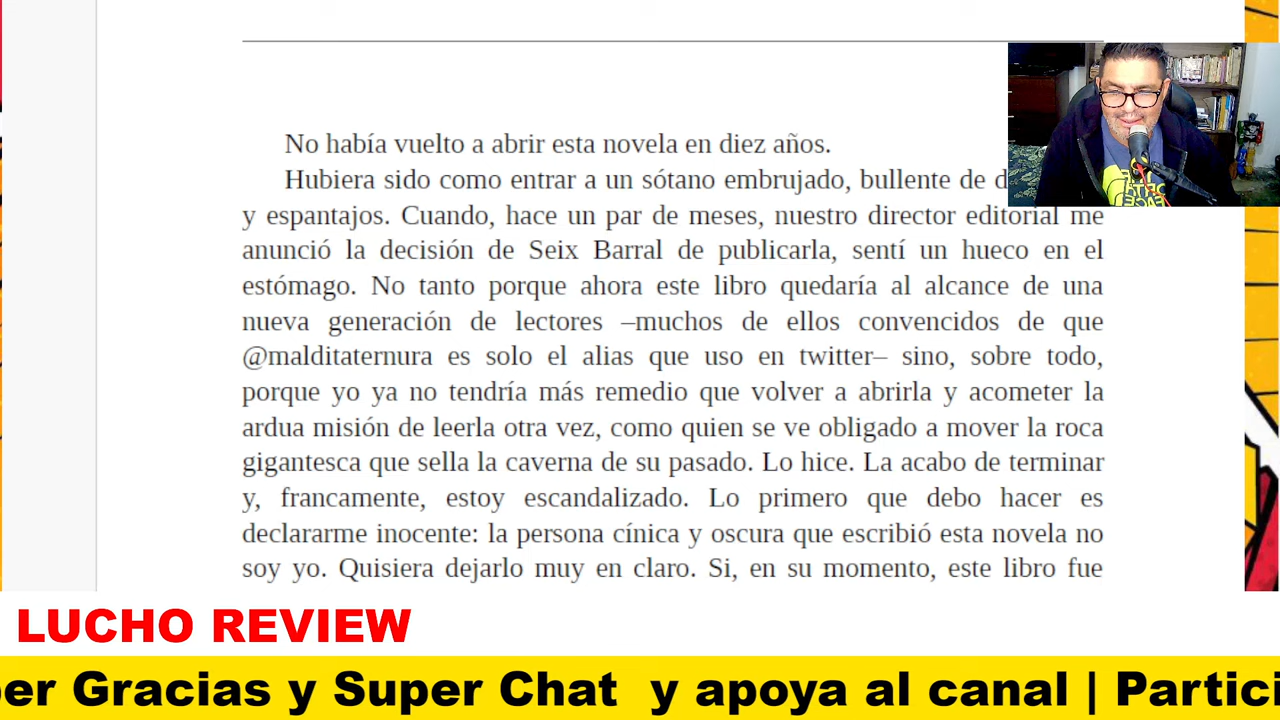 No había vuelto a abrir esta novela en diez años.
Hubiera sido como entrar a un sótano embrujado, bullente de
y espantajos. Cuando, hace un par de meses, nuestro director editorial me
anunció la decisión de Seix Barral de publicarla, sentí un hueco en el
estómago. No tanto porque ahora este libro quedaría al alcance de una
nueva generación de lectores –muchos de ellos convencidos de que
@malditaternura es solo el alias que uso en twitter– sino, sobre todo,
porque yo ya no tendría más remedio que volver a abrirla y acometer la
ardua misión de leerla otra vez, como quien se ve obligado a mover la roca
gigantesca que sella la caverna de su pasado. Lo hice. La acabo de terminar
y, francamente, estoy escandalizado. Lo primero que debo hacer es
declararme inocente: la persona cínica y oscura que escribió esta novela no
soy yo. Quisiera dejarlo muy en claro. Si, en su momento, este libro fue
LUCHO REVIEW
er Gracias y Super Chat y apoya al canal | Partici